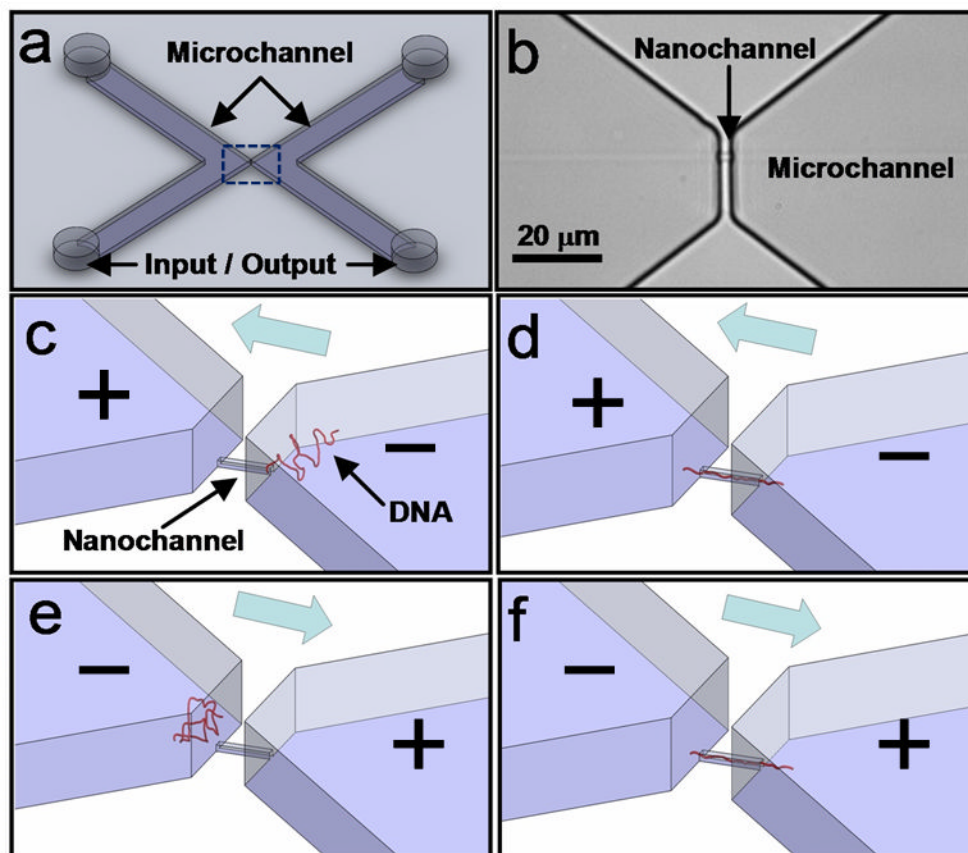 a
Microchannel
Input / Output
b
Nanochannel
Microchannel
20 μm
c
+
−
DNA
Nanochannel
d
+
−
e
−
+
f
−
+